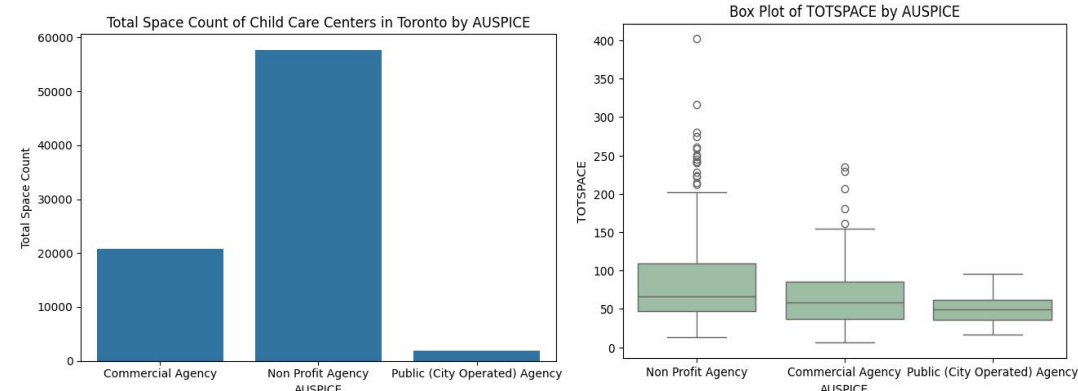 Total Space Count of Child Care Centers in Toronto by AUSPICE
60000
50000
40000
30000
20000
10000
0
Total Space Count
Commercial Agency Non Profit Agency Public (City Operated) Agency
AUSPICE
Box Plot of TOTSPACE by AUSPICE
400
350
300
250
200
150
100
50
0
TOTSPACE
Non Profit Agency Commercial Agency Public (City Operated) Agency
AUSPICE